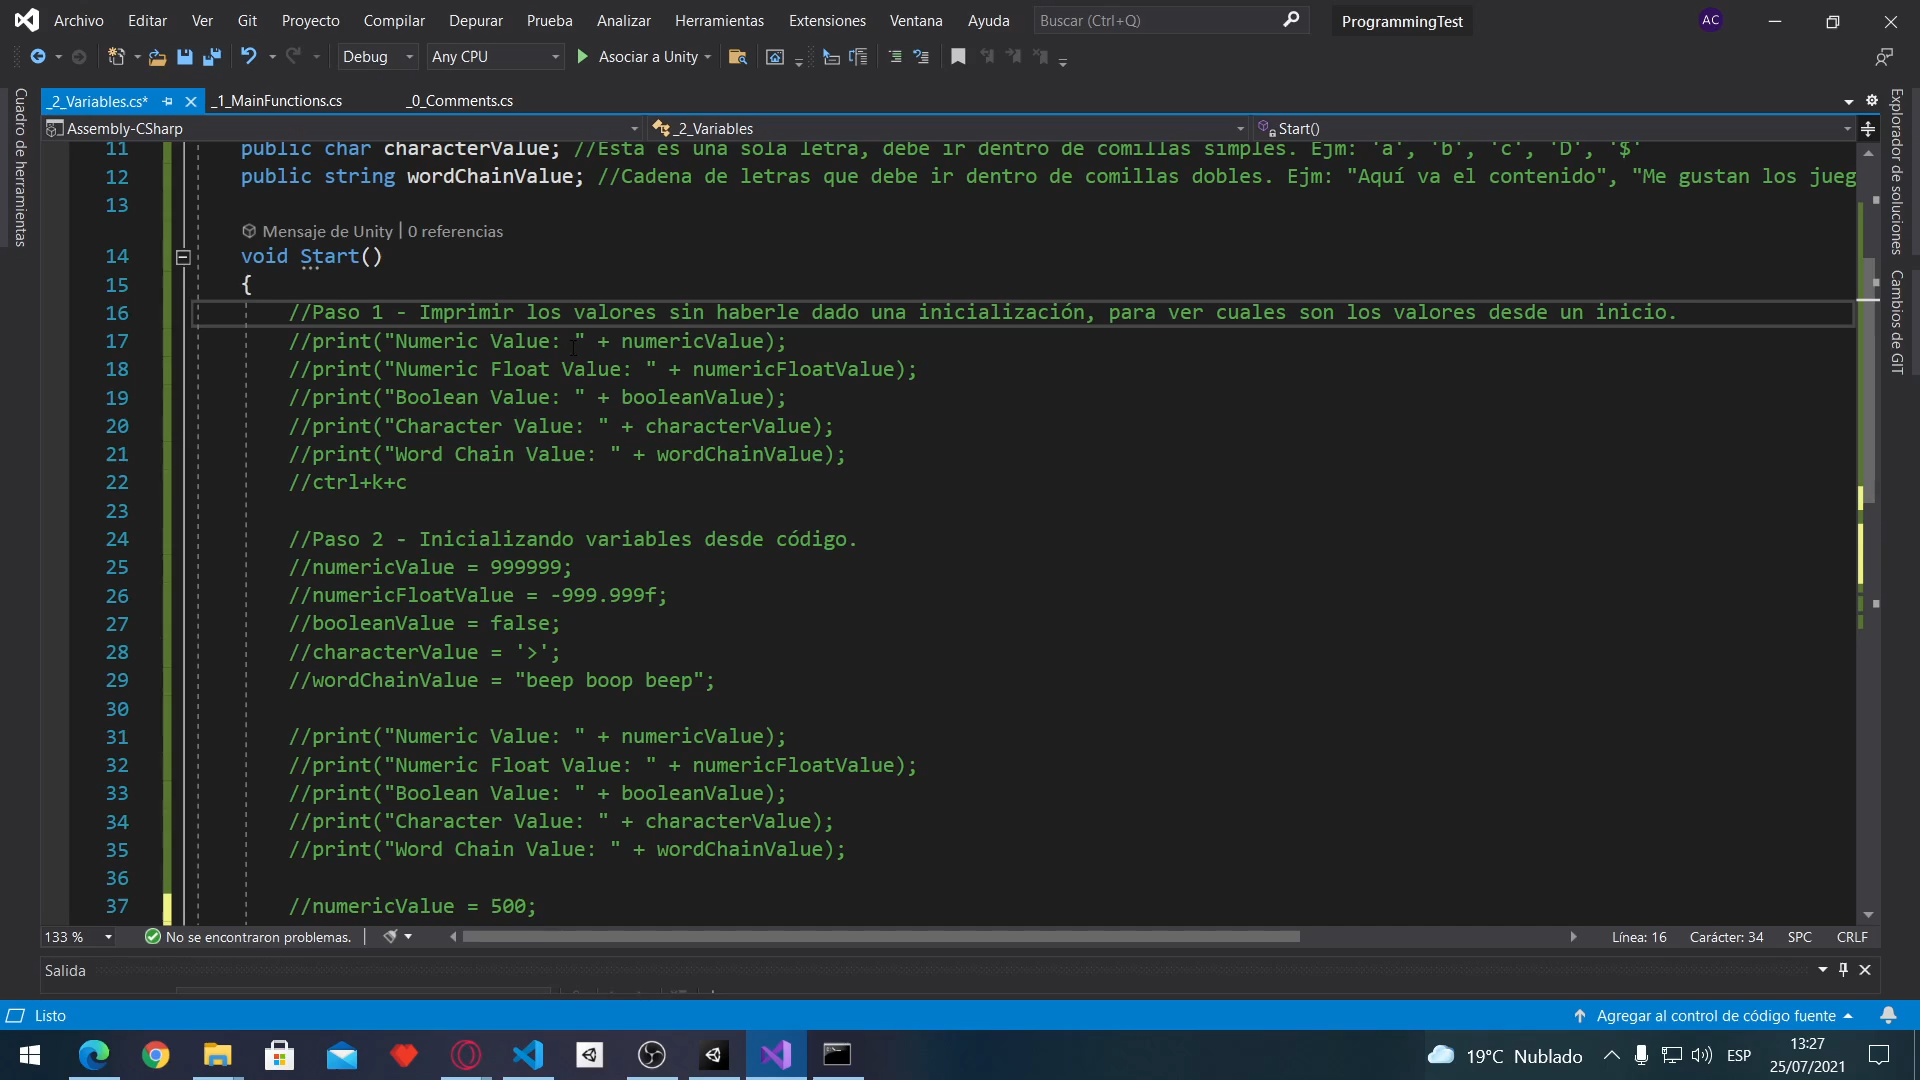 Archivo Editar Ver Git Proyecto Compilar Depurar Prueba Analizar Herramientas Extensiones Ventana Ayuda Buscar (Ctrl+Q) ProgrammingTest AC
Debug Any CPU Asociar a Unity
_2_Variables.cs* _1_MainFunctions.cs _0_Comments.cs
Assembly-CSharp _2_Variables Start()
Cuadro de herramientas
Explorador de soluciones
Cambios de GIT
11 public char characterValue; //Esta es una sola letra, debe ir dentro de comillas simples. Ejm: 'a', 'b', 'c', 'D', '$'
12 public string wordChainValue; //Cadena de letras que debe ir dentro de comillas dobles. Ejm: "Aquí va el contenido", "Me gustan los jueg
13
Mensaje de Unity | 0 referencias
14 void Start()
15 {
16 //Paso 1 - Imprimir los valores sin haberle dado una inicialización, para ver cuales son los valores desde un inicio.
17 //print("Numeric Value: " + numericValue);
18 //print("Numeric Float Value: " + numericFloatValue);
19 //print("Boolean Value: " + booleanValue);
20 //print("Character Value: " + characterValue);
21 //print("Word Chain Value: " + wordChainValue);
22 //ctrl+k+c
23
24 //Paso 2 - Inicializando variables desde código.
25 //numericValue = 999999;
26 //numericFloatValue = -999.999f;
27 //booleanValue = false;
28 //characterValue = '>';
29 //wordChainValue = "beep boop beep";
30
31 //print("Numeric Value: " + numericValue);
32 //print("Numeric Float Value: " + numericFloatValue);
33 //print("Boolean Value: " + booleanValue);
34 //print("Character Value: " + characterValue);
35 //print("Word Chain Value: " + wordChainValue);
36
37 //numericValue = 500;
133 % No se encontraron problemas. Línea: 16 Carácter: 34 SPC CRLF
Salida
Listo Agregar al control de código fuente
19°C Nublado ESP 13:27
25/07/2021